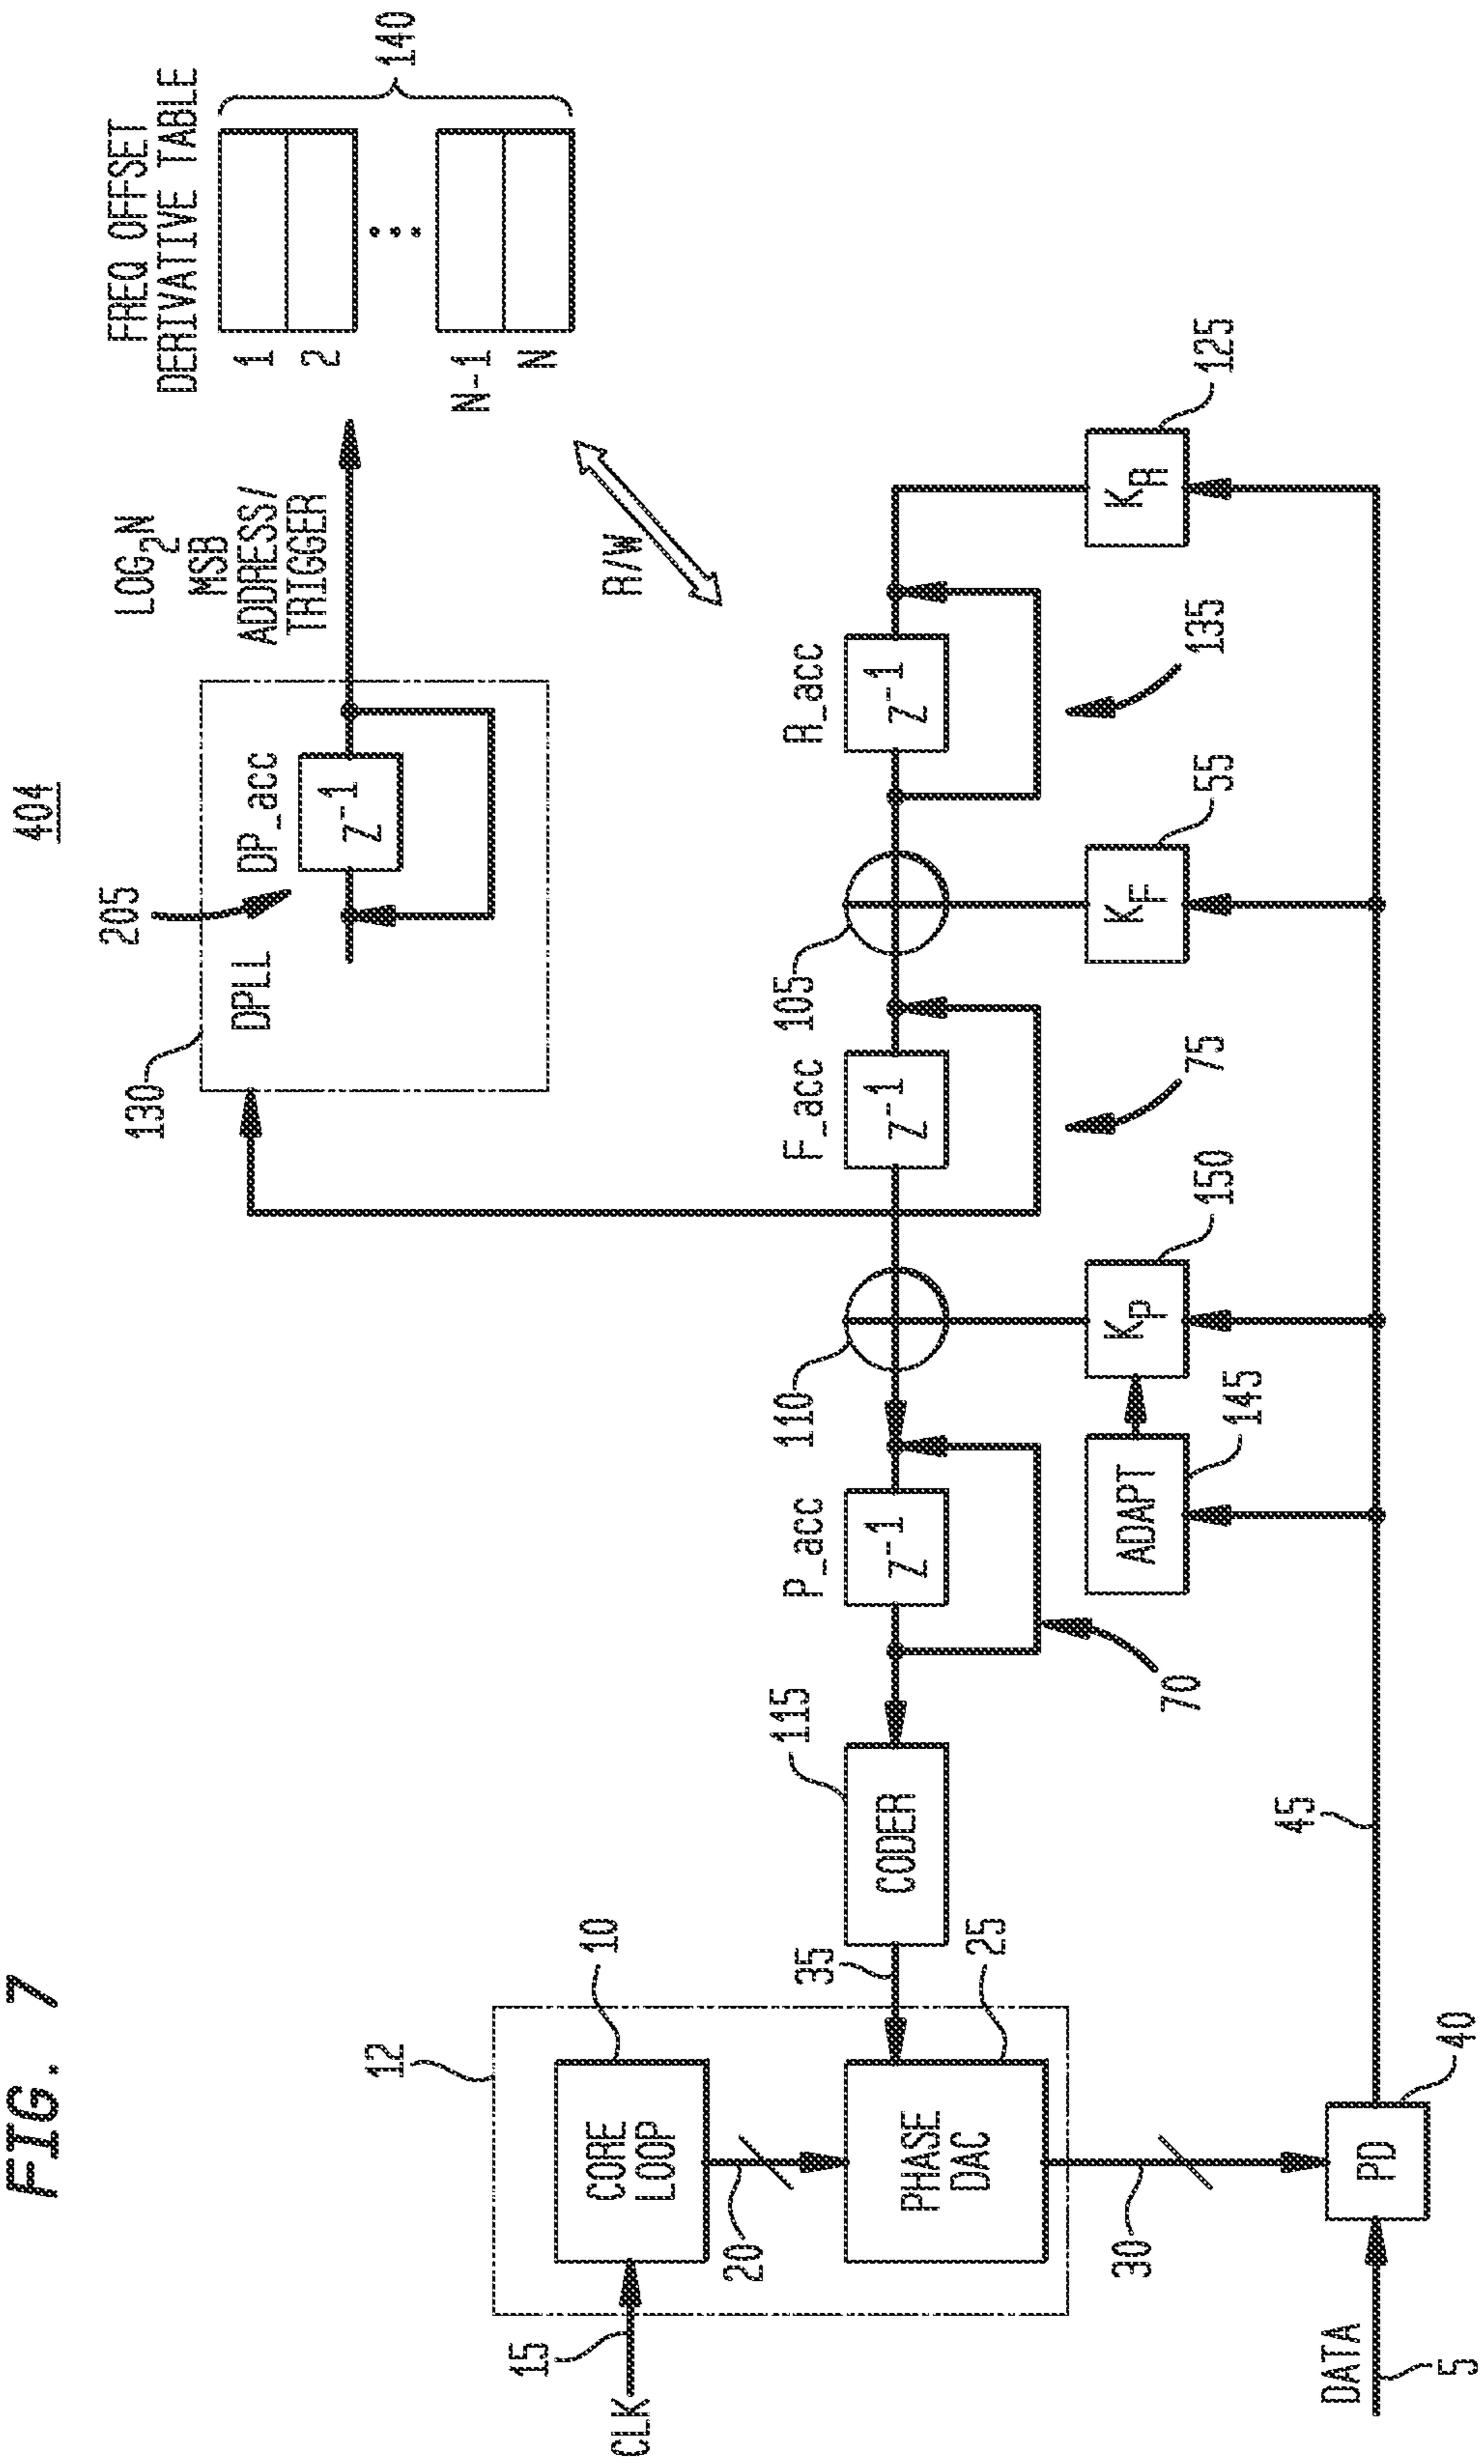 FIG. 7
404
FREQ OFFSET
DERIVATIVE TABLE
1
2
N-1
N
140
LOG2N
MSB
ADDRESS/
TRIGGER
R/W
205
DPLL
DP_acc
Z-1
130
12
CORE
LOOP
10
CLK
15
20
PHASE
DAC
25
35
CODER
115
P_acc
Z-1
70
110
F_acc
Z-1
75
105
R_acc
Z-1
135
ADAPT
145
KP
150
KF
55
KR
125
30
DATA
5
PD
40
45